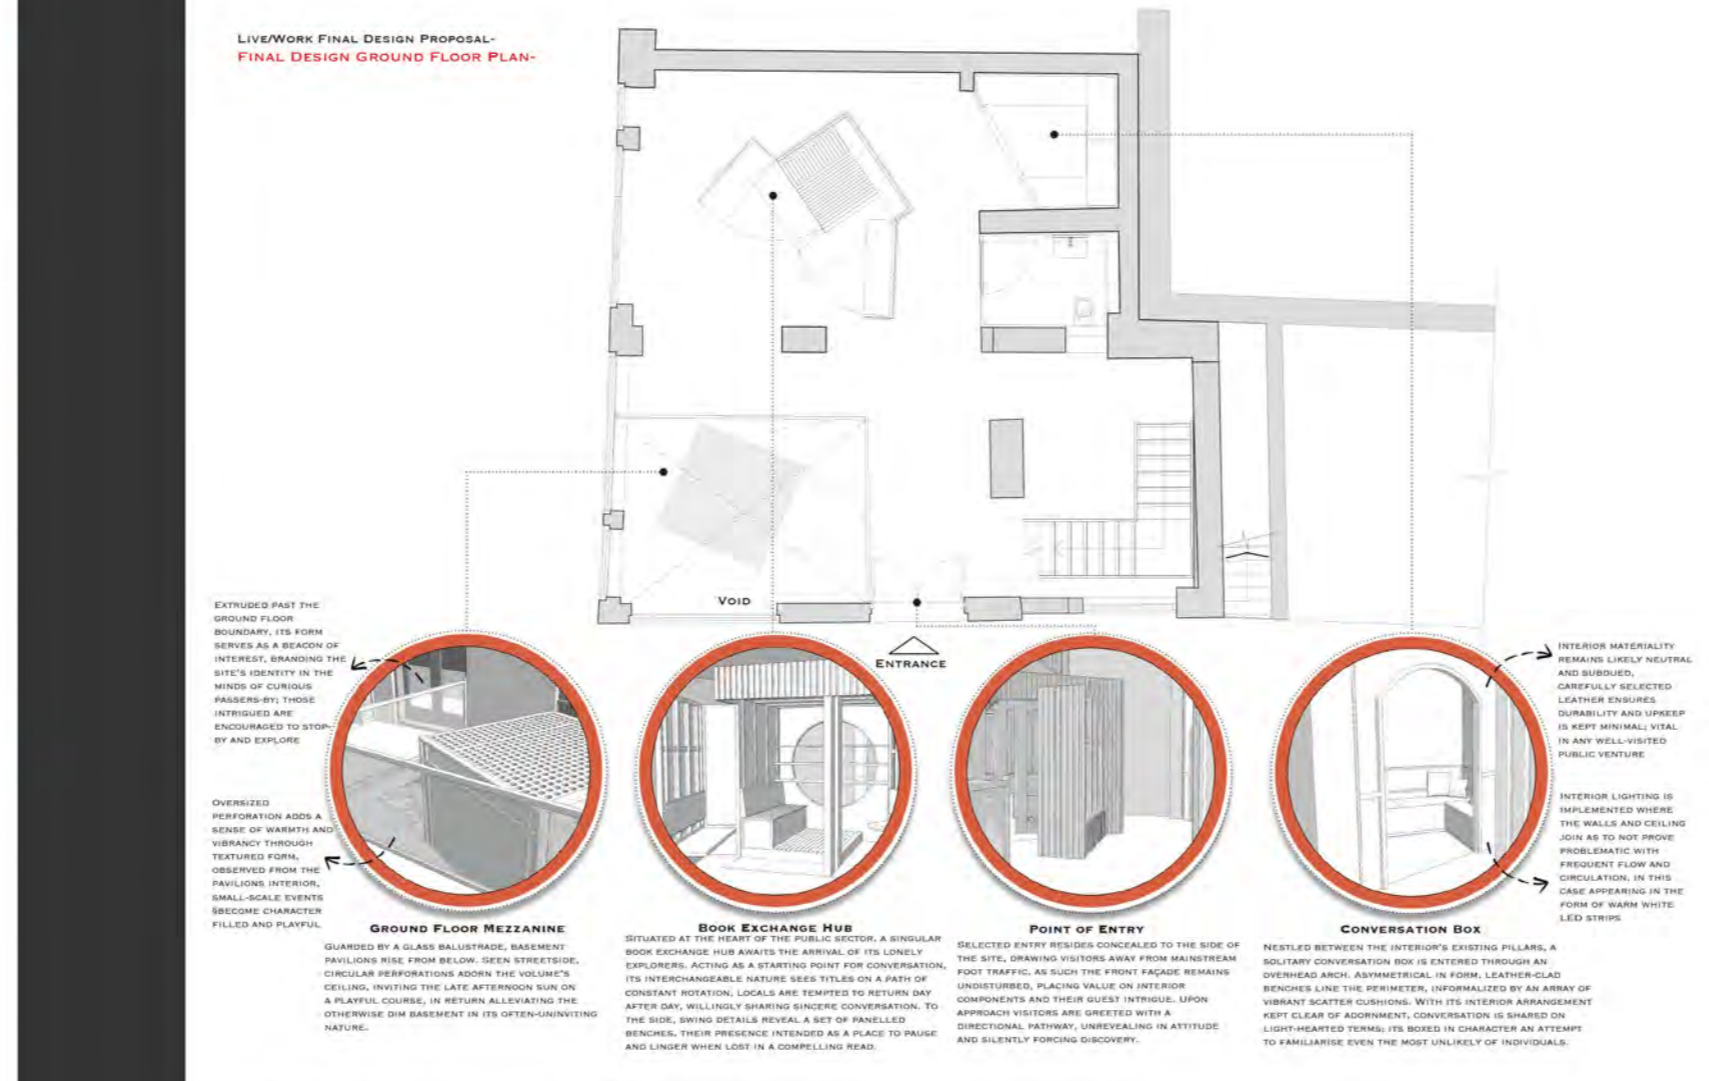 Live/Work Final Design Proposal-
Final Design Ground Floor Plan-
Void
Entrance
Extruded past the
ground floor
boundary, its form
serves as a beacon of
interest, branding the
site's identity in the
minds of curious
passers-by; those
intrigued are
encouraged to stop-
by and explore
Oversized
perforation adds a
sense of warmth and
vibrancy through
textured form,
observed from the
pavilions interior,
small-scale events
§become character
filled and playful
Interior materiality
remains likely neutral
and subdued,
carefully selected
leather ensures
durability and upkeep
is kept minimal; vital
in any well-visited
public venture
Interior lighting is
implemented where
the walls and ceiling
join as to not prove
problematic with
frequent flow and
circulation, in this
case appearing in the
form of warm white
LED strips
Ground Floor Mezzanine
Guarded by a glass balustrade, basement
pavilions rise from below. Seen streetside,
circular perforations adorn the volume's
ceiling, inviting the late afternoon sun on
a playful course, in return alleviating the
otherwise dim basement in its often-uninviting
nature.
Book Exchange Hub
Situated at the heart of the public sector, a singular
book exchange hub awaits the arrival of its lonely
explorers. Acting as a starting point for conversation,
its interchangeable nature sees titles on a path of
constant rotation, locals are tempted to return day
after day, willingly sharing sincere conversation. To
the side, swing details reveal a set of panelled
benches, their presence intended as a place to pause
and linger when lost in a compelling read.
Point of Entry
Selected entry resides concealed to the side of
the site, drawing visitors away from mainstream
foot traffic, as such the front façade remains
undisturbed, placing value on interior
components and their guest intrigue. Upon
approach visitors are greeted with a
directional pathway, unrevealing in attitude
and silently forcing discovery.
Conversation Box
Nestled between the interior's existing pillars, a
solitary conversation box is entered through an
overhead arch. Asymmetrical in form, leather-clad
benches line the perimeter, informalized by an array of
vibrant scatter cushions. With its interior arrangement
kept clear of adornment, conversation is shared on
light-hearted terms; its boxed in character an attempt
to familiarise even the most unlikely of individuals.